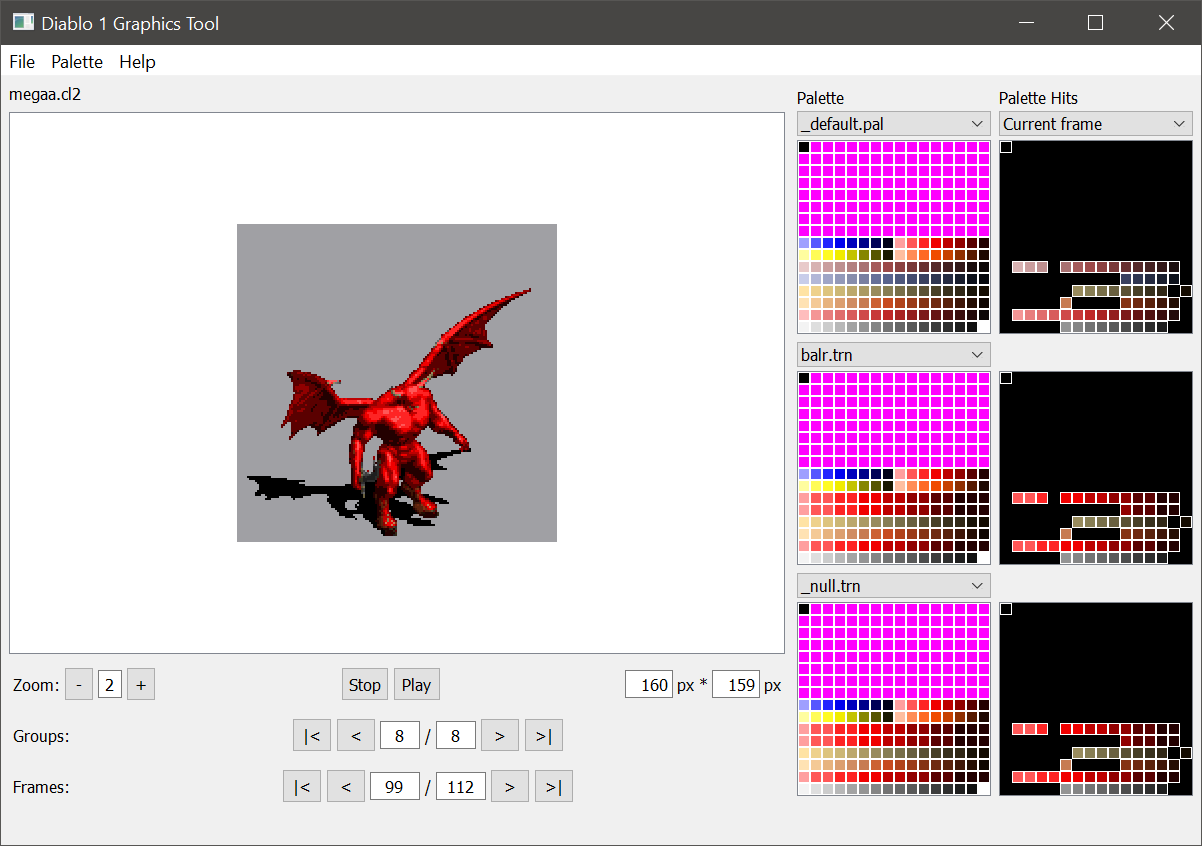 Diablo 1 Graphics Tool
File Palette Help
megaa.cl2
Palette
_default.pal
Palette Hits
Current frame
balr.trn
_null.trn
Zoom: - 2 + Stop Play 160 px * 159 px
Groups: |< < 8 / 8 > >|
Frames: |< < 99 / 112 > >|